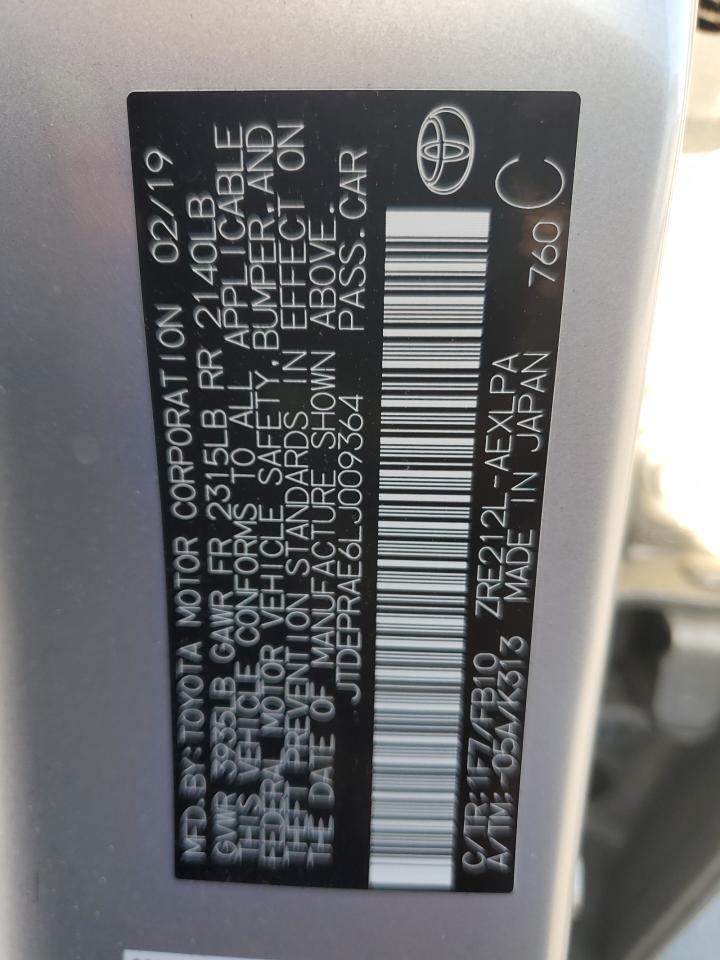 MFD.BY:TOYOTA MOTOR CORPORATION 02/19
GVWR 3935LB GAWR FR 2315LB RR 2140LB
THIS VEHICLE CONFORMS TO ALL APPLICABLE
FEDERAL MOTOR VEHICLE SAFETY,BUMPER,AND
THEFT PREVENTION STANDARDS IN EFFECT ON
THE DATE OF MANUFACTURE SHOWN ABOVE.
JTDEPRAE6LJ009364 PASS.CAR
C/TR:1F7/FB10 ZRE212L-AEXLPA 760 C
A/TM:-05A/K313 MADE IN JAPAN